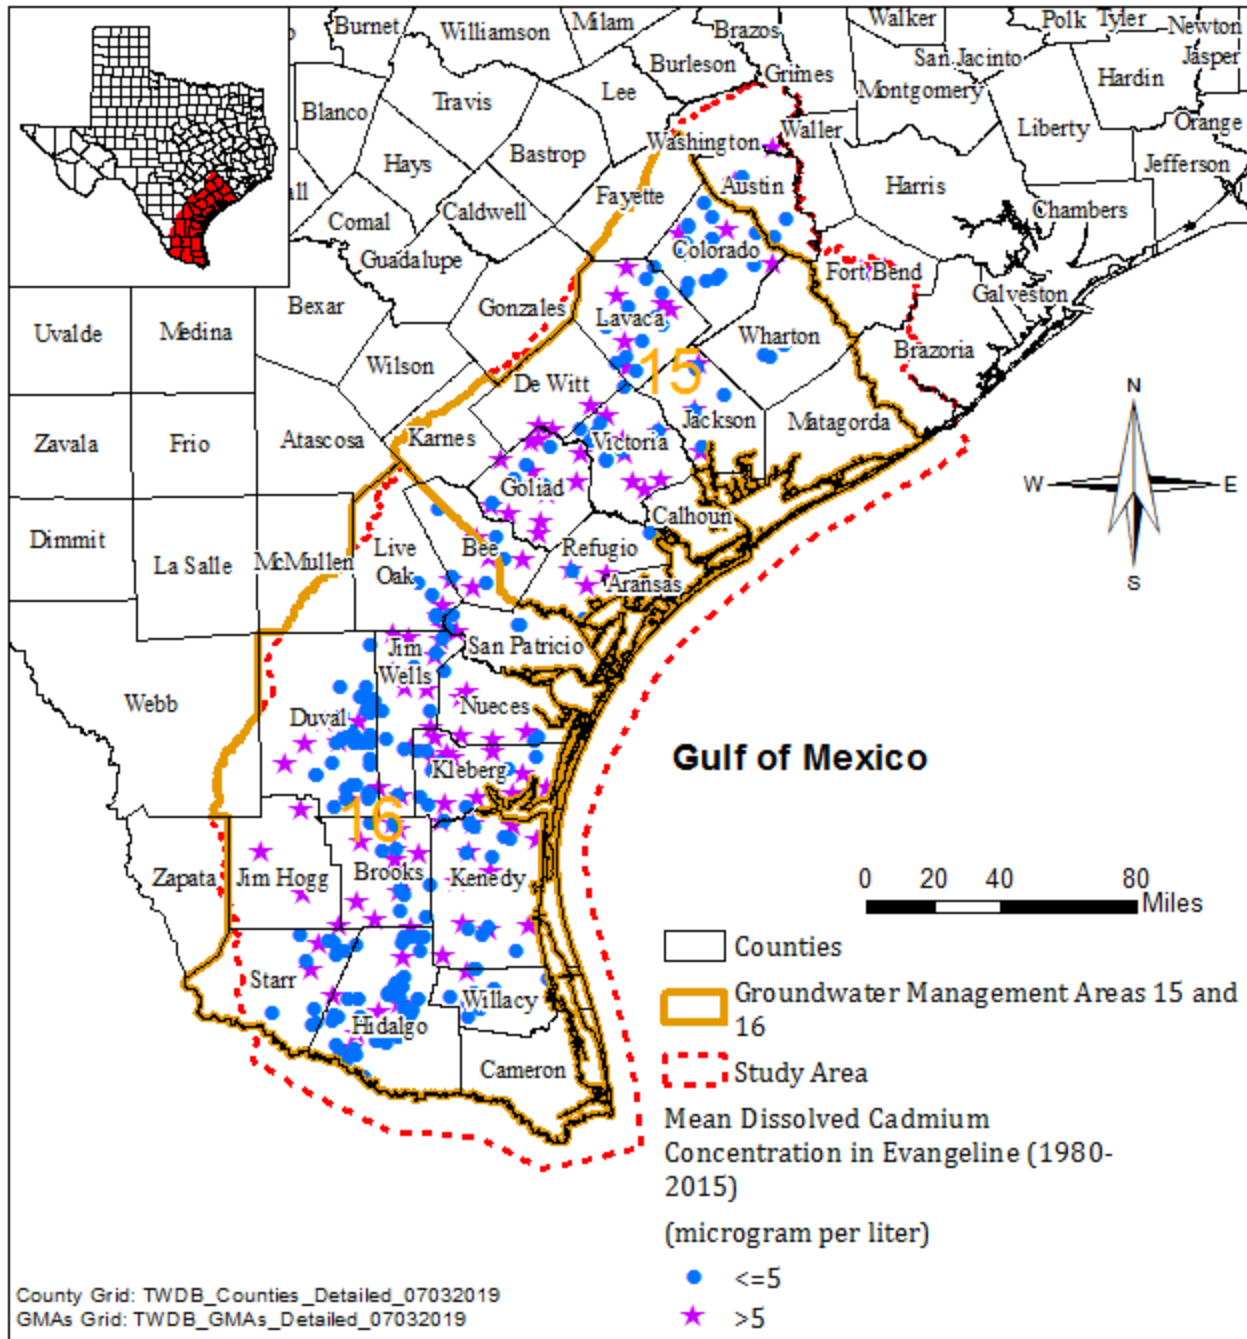 Burnet
Williamson
Milam
Brazos
Walker
Polk
Tyler
Newton
San Jacinto
Jasper
Burleson
Grimes
Montgomery
Hardin
Blanco
Travis
Lee
Liberty
Orange
Washington
Waller
Hays
Bastrop
Jefferson
Austin
Harris
Fayette
Caldwell
Comal
Chambers
Colorado
Guadalupe
Fort Bend
Galveston
Bexar
Gonzales
Lavaca
Uvalde
Medina
Wharton
Brazoria
Wilson
15
De Witt
Jackson
Matagorda
Zavala
Frio
Atascosa
Karnes
Victoria
N
W
E
S
Goliad
Calhoun
Dimmit
La Salle
McMullen
Live
Oak
Bee
Refugio
Aransas
San Patricio
Jim
Wells
Webb
Duval
Nueces
Gulf of Mexico
Kleberg
16
Zapata
Jim Hogg
Brooks
Kenedy
0 20 40 80
Miles
Counties
Starr
Willacy
Groundwater Management Areas 15 and
16
Hidalgo
Cameron
Study Area
Mean Dissolved Cadmium
Concentration in Evangeline (1980-
2015)
(microgram per liter)
<=5
>5
County Grid: TWDB_Counties_Detailed_07032019
GMAs Grid: TWDB_GMAs_Detailed_07032019